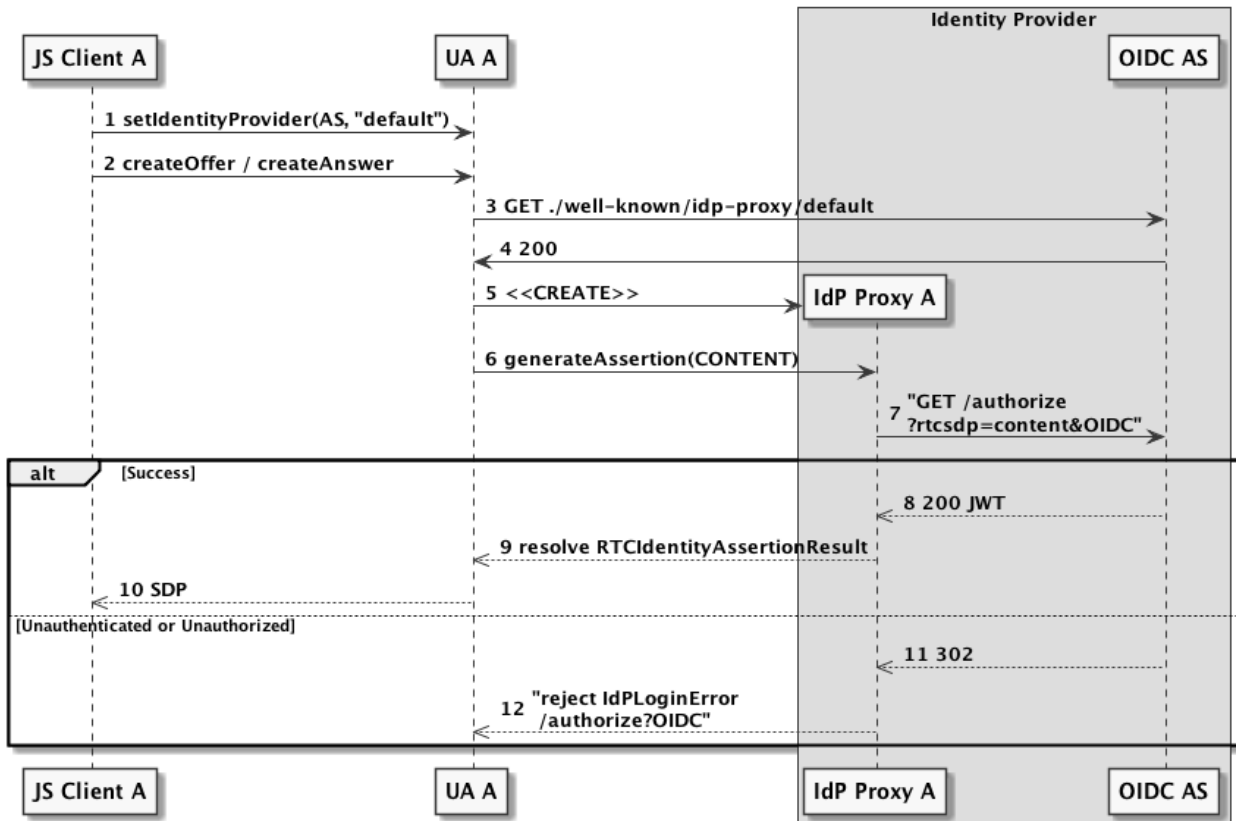 Identity Provider
JS Client A
UA A
OIDC AS
1 setIdentityProvider(AS, "default")
2 createOffer / createAnswer
3 GET ./well-known/idp-proxy/default
4 200
5 <<CREATE>>
IdP Proxy A
6 generateAssertion(CONTENT)
7 "GET /authorize
?rtcsdp=content&OIDC"
alt [Success]
8 200 JWT
9 resolve RTCIdentityAssertionResult
10 SDP
[Unauthenticated or Unauthorized]
11 302
12 "reject IdPLoginError
/authorize?OIDC"
JS Client A
UA A
IdP Proxy A
OIDC AS